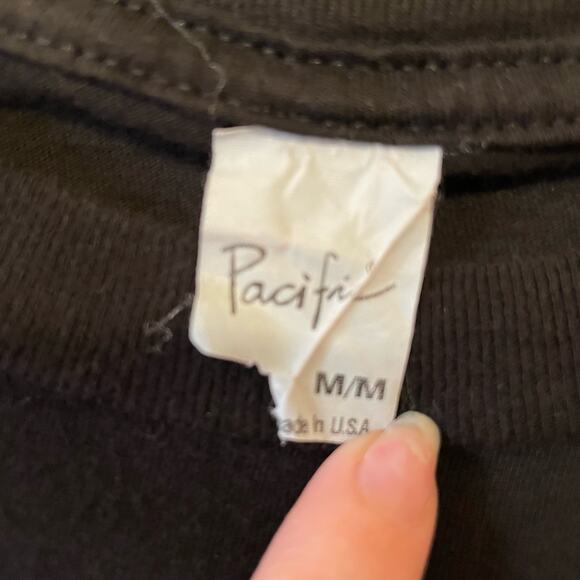 Pacific
M/M
ade in U.S.A